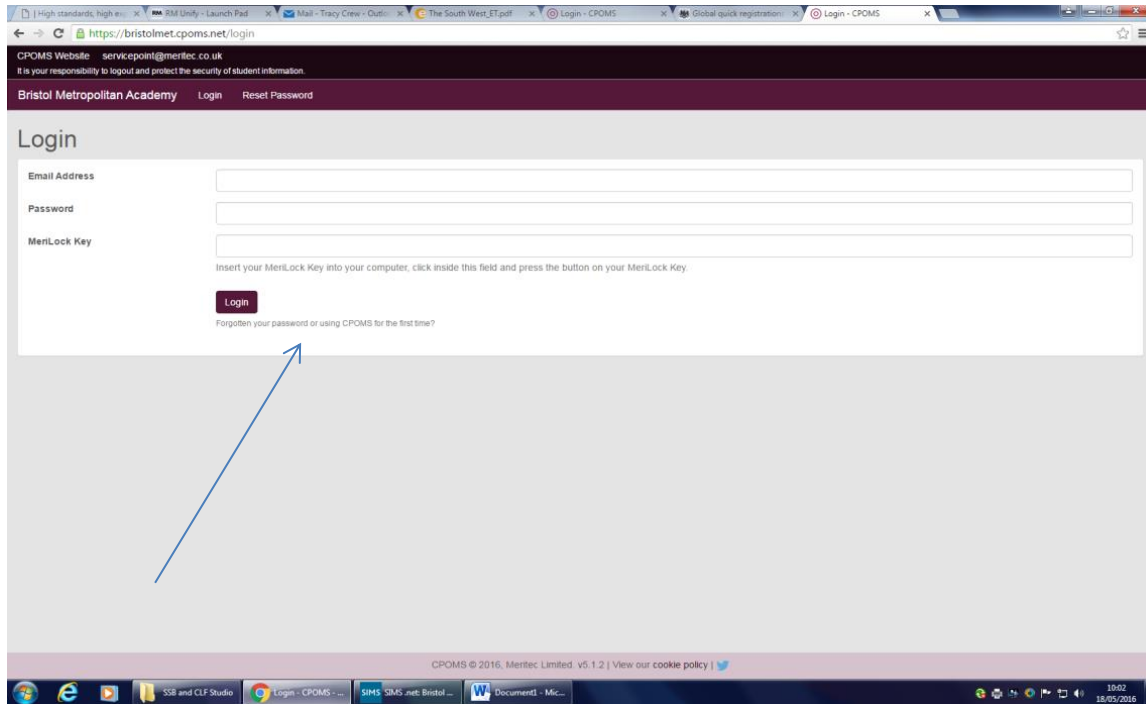 | High standards, high ex
RM RM Unify - Launch Pad
Mail - Tracy Crew - Outlo
The South West_ET.pdf
Login - CPOMS
Global quick registration:
Login - CPOMS
https://bristolmet.cpoms.net/login
CPOMS Website servicepoint@meritec.co.uk
It is your responsibility to logout and protect the security of student information.
Bristol Metropolitan Academy Login Reset Password
Login
Email Address
Password
MeriLock Key
Insert your MeriLock Key into your computer, click inside this field and press the button on your MeriLock Key.
Login
Forgotten your password or using CPOMS for the first time?
CPOMS © 2016, Meritec Limited. v5.1.2 | View our cookie policy |
SSB and CLF Studio
Login - CPOMS - ...
SIMS SIMS .net: Bristol ...
W Document1 - Mic...
10:02
18/05/2016